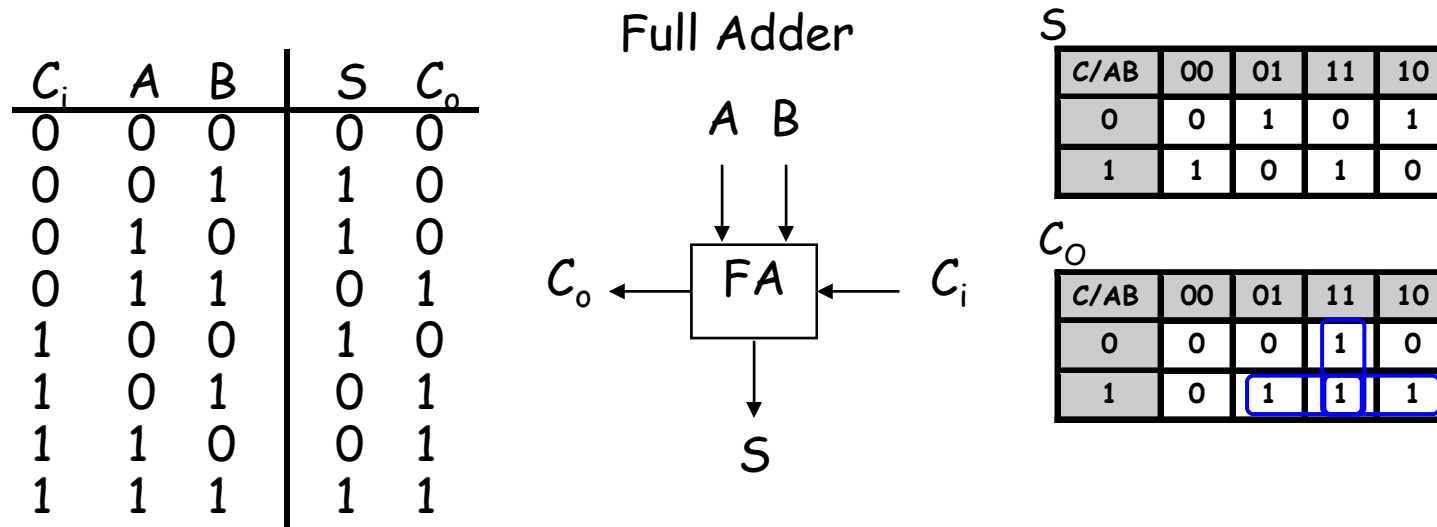 Full Adder
Cᵢ A B S Cₒ
0 0 0 0 0
0 0 1 1 0
0 1 0 1 0
0 1 1 0 1
1 0 0 1 0
1 0 1 0 1
1 1 0 0 1
1 1 1 1 1
A B
Cₒ FA Cᵢ
S
S
C/AB 00 01 11 10
0 0 1 0 1
1 1 0 1 0
C_O
C/AB 00 01 11 10
0 0 0 1 0
1 0 1 1 1